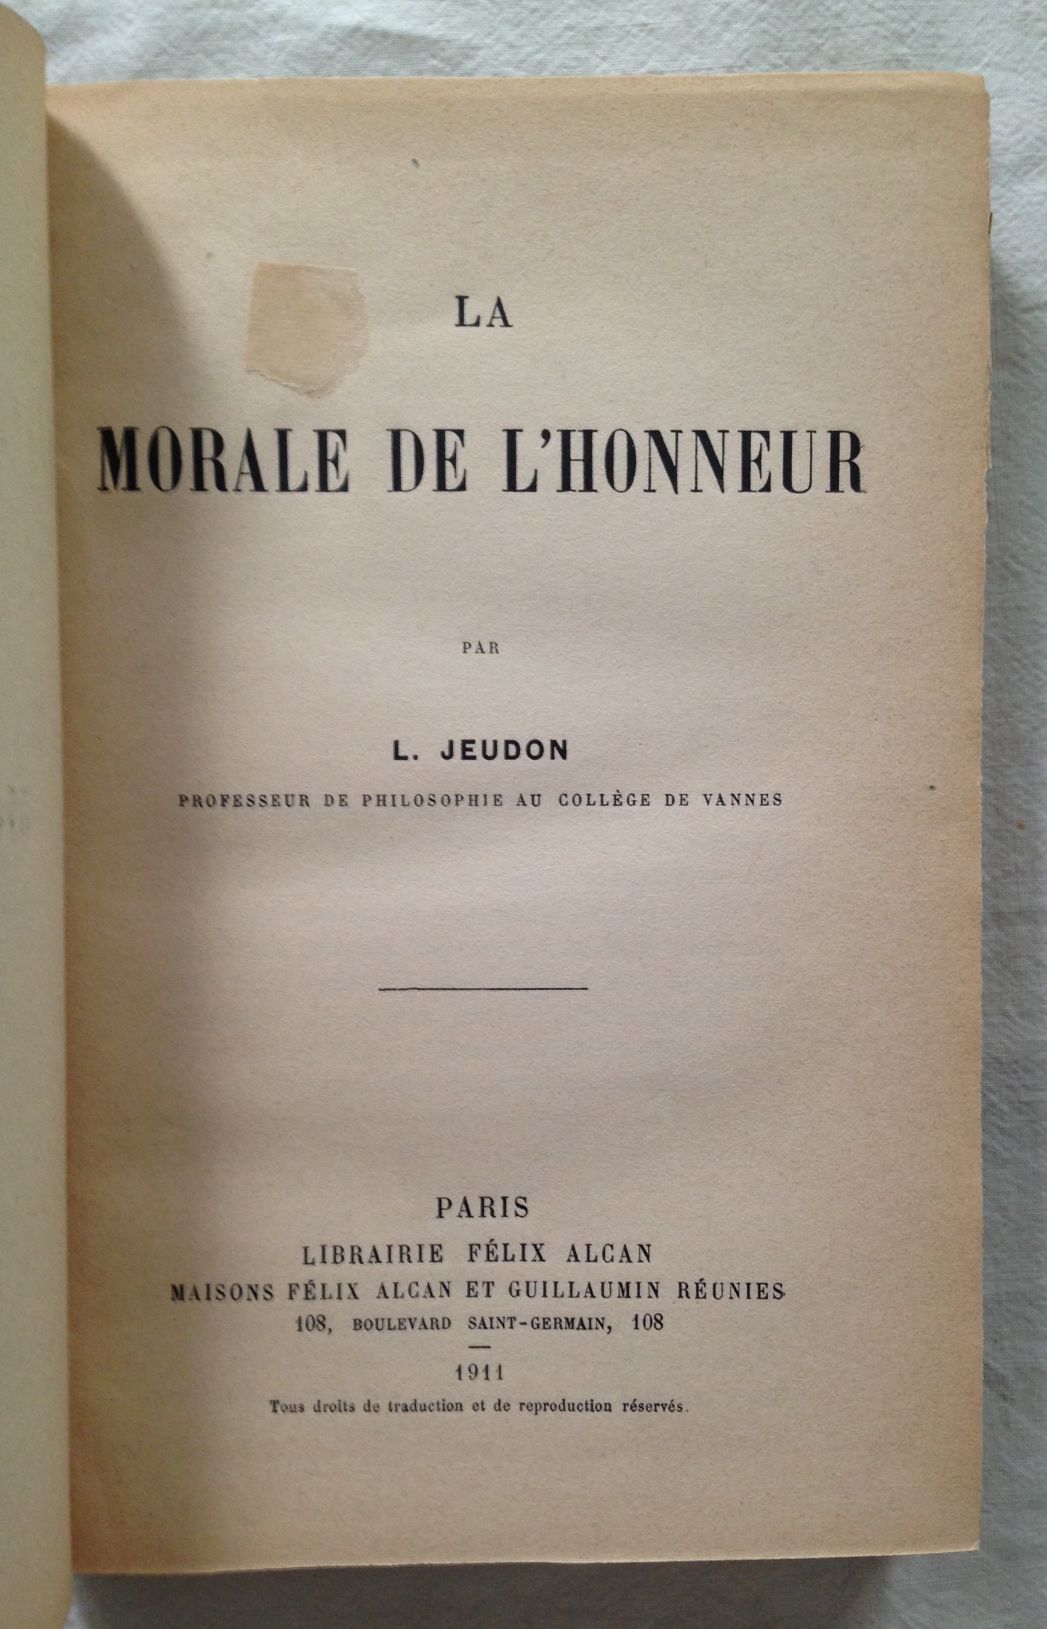 LA
MORALE DE L'HONNEUR
PAR
L. JEUDON
PROFESSEUR DE PHILOSOPHIE AU COLLÈGE DE VANNES
PARIS
LIBRAIRIE FÉLIX ALCAN
MAISONS FÉLIX ALCAN ET GUILLAUMIN RÉUNIES
108, BOULEVARD SAINT-GERMAIN, 108
1911
Tous droits de traduction et de reproduction réservés.